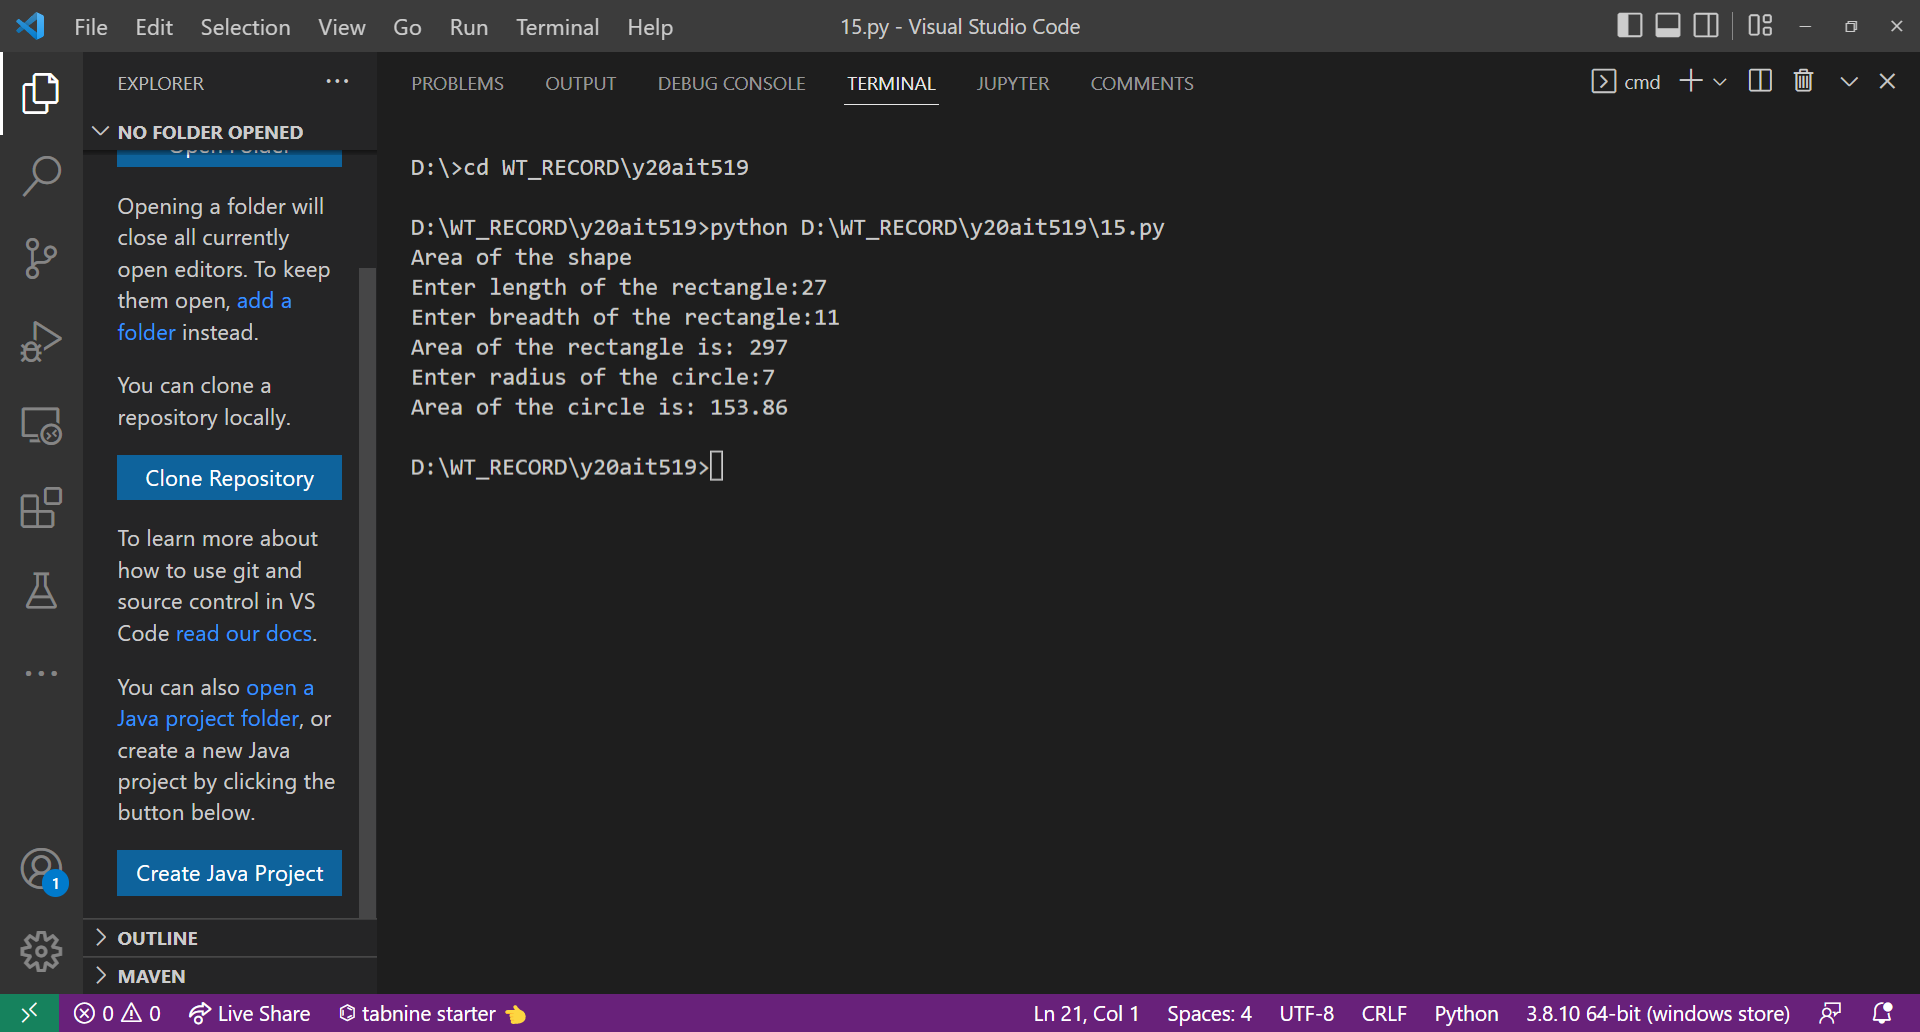 File Edit Selection View Go Run Terminal Help 15.py - Visual Studio Code
EXPLORER
NO FOLDER OPENED
Open Folder
Opening a folder will
close all currently
open editors. To keep
them open, add a
folder instead.
You can clone a
repository locally.
Clone Repository
To learn more about
how to use git and
source control in VS
Code read our docs.
You can also open a
Java project folder, or
create a new Java
project by clicking the
button below.
Create Java Project
OUTLINE
MAVEN
1
PROBLEMS OUTPUT DEBUG CONSOLE TERMINAL JUPYTER COMMENTS cmd
D:\>cd WT_RECORD\y20ait519
D:\WT_RECORD\y20ait519>python D:\WT_RECORD\y20ait519\15.py
Area of the shape
Enter length of the rectangle:27
Enter breadth of the rectangle:11
Area of the rectangle is: 297
Enter radius of the circle:7
Area of the circle is: 153.86
D:\WT_RECORD\y20ait519>
0 0 Live Share tabnine starter 👈 Ln 21, Col 1 Spaces: 4 UTF-8 CRLF Python 3.8.10 64-bit (windows store)